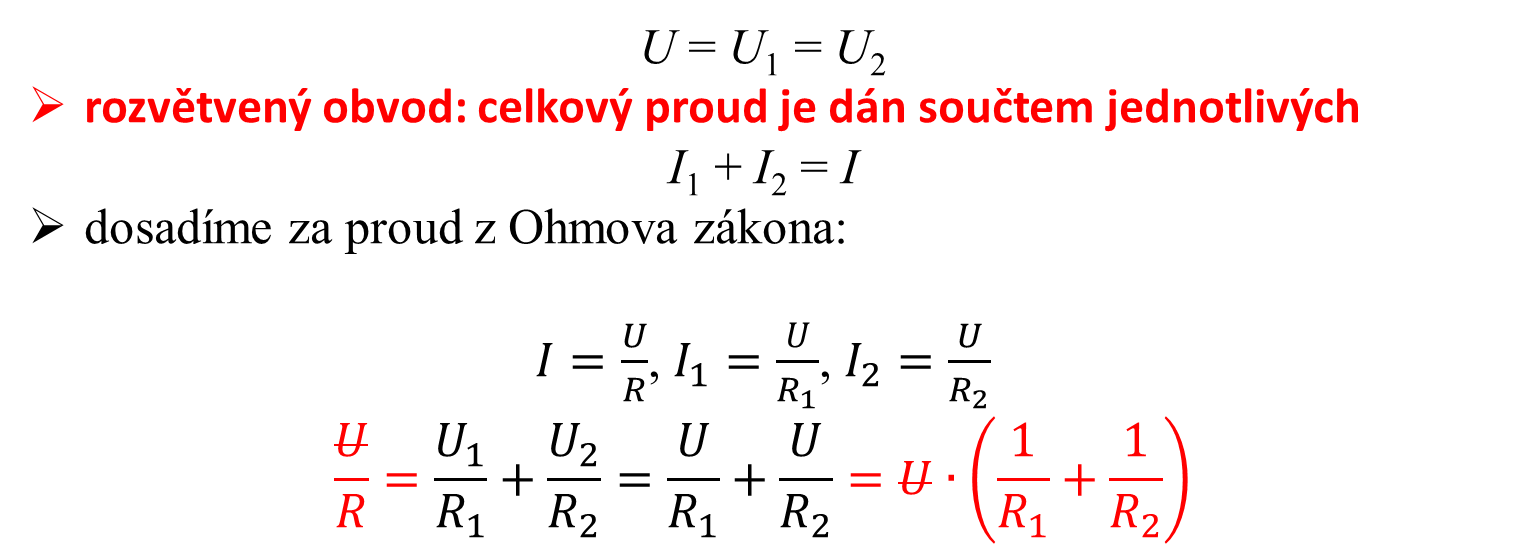 U = U₁ = U₂
➢ rozvětvený obvod: celkový proud je dán součtem jednotlivých
I₁ + I₂ = I
➢ dosadíme za proud z Ohmova zákona:
I = U/R, I₁ = U/R₁, I₂ = U/R₂
U/R = U₁/R₁ + U₂/R₂ = U/R₁ + U/R₂ = U · (1/R₁ + 1/R₂)